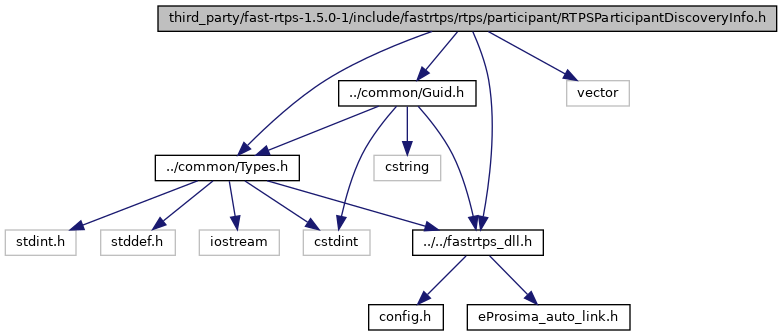 third_party/fast-rtps-1.5.0-1/include/fastrtps/rtps/participant/RTPSParticipantDiscoveryInfo.h
../common/Guid.h
vector
../common/Types.h
cstring
stdint.h
stddef.h
iostream
cstdint
../../fastrtps_dll.h
config.h
eProsima_auto_link.h